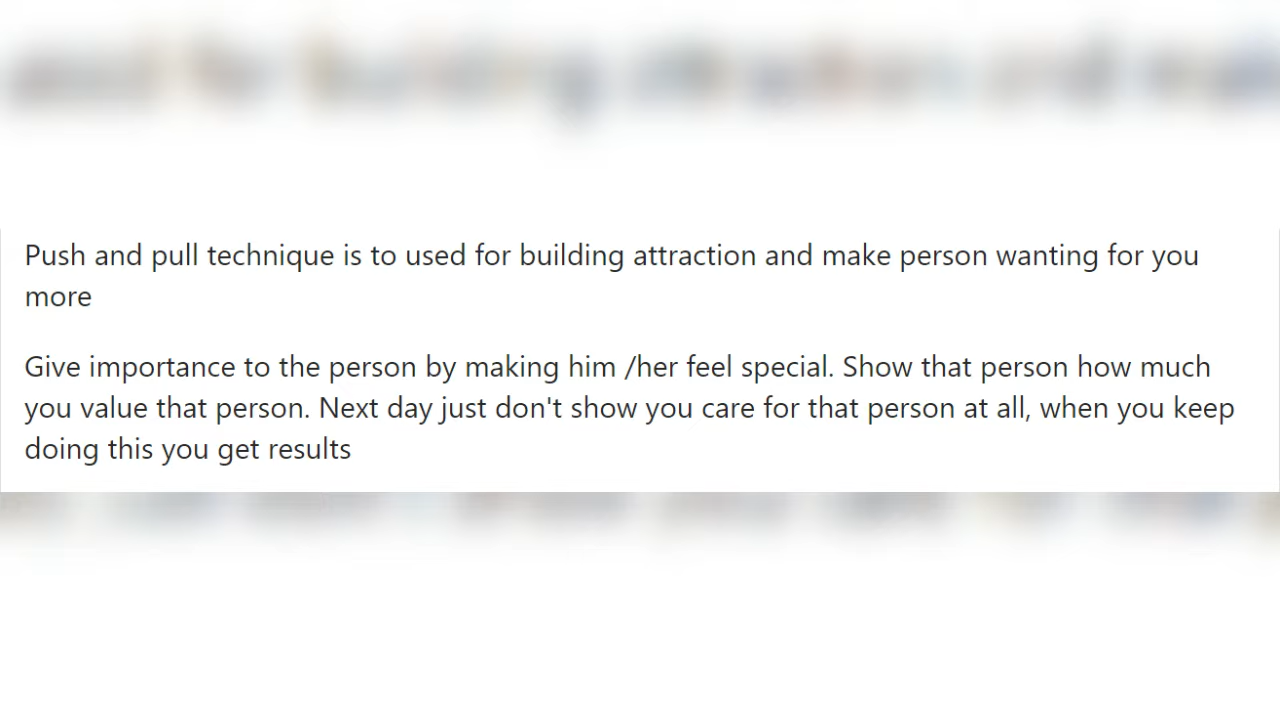 Push and pull technique is to used for building attraction and make person wanting for you
more
Give importance to the person by making him /her feel special. Show that person how much
you value that person. Next day just don't show you care for that person at all, when you keep
doing this you get results